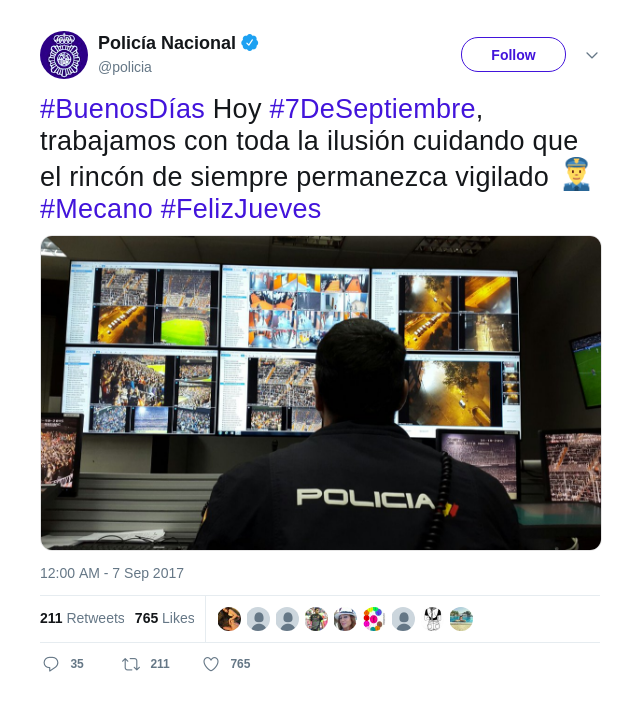 Policía Nacional
@policia
Follow
#BuenosDías Hoy #7DeSeptiembre,
trabajamos con toda la ilusión cuidando que
el rincón de siempre permanezca vigilado
#Mecano #FelizJueves
POLICIA
12:00 AM - 7 Sep 2017
211 Retweets 765 Likes
35 211 765